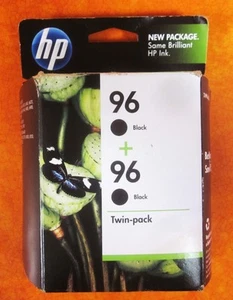 hp
NEW PACKAGE.
Same Brilliant
HP Ink.
96
Black
+
96
Black
Twin-pack